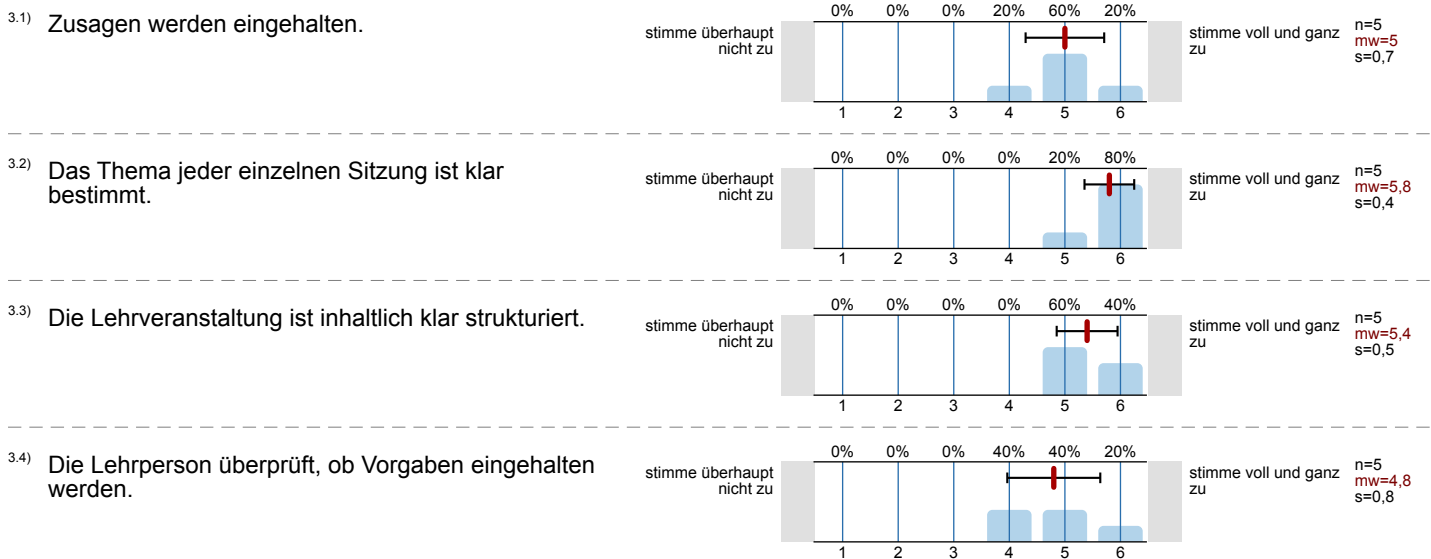 3.1) Zusagen werden eingehalten.
stimme überhaupt
nicht zu
0% 0% 0% 20% 60% 20%
1 2 3 4 5 6
stimme voll und ganz
zu
n=5
mw=5
s=0,7
3.2) Das Thema jeder einzelnen Sitzung ist klar
bestimmt.
stimme überhaupt
nicht zu
0% 0% 0% 0% 20% 80%
1 2 3 4 5 6
stimme voll und ganz
zu
n=5
mw=5,8
s=0,4
3.3) Die Lehrveranstaltung ist inhaltlich klar strukturiert.
stimme überhaupt
nicht zu
0% 0% 0% 0% 60% 40%
1 2 3 4 5 6
stimme voll und ganz
zu
n=5
mw=5,4
s=0,5
3.4) Die Lehrperson überprüft, ob Vorgaben eingehalten
werden.
stimme überhaupt
nicht zu
0% 0% 0% 40% 40% 20%
1 2 3 4 5 6
stimme voll und ganz
zu
n=5
mw=4,8
s=0,8